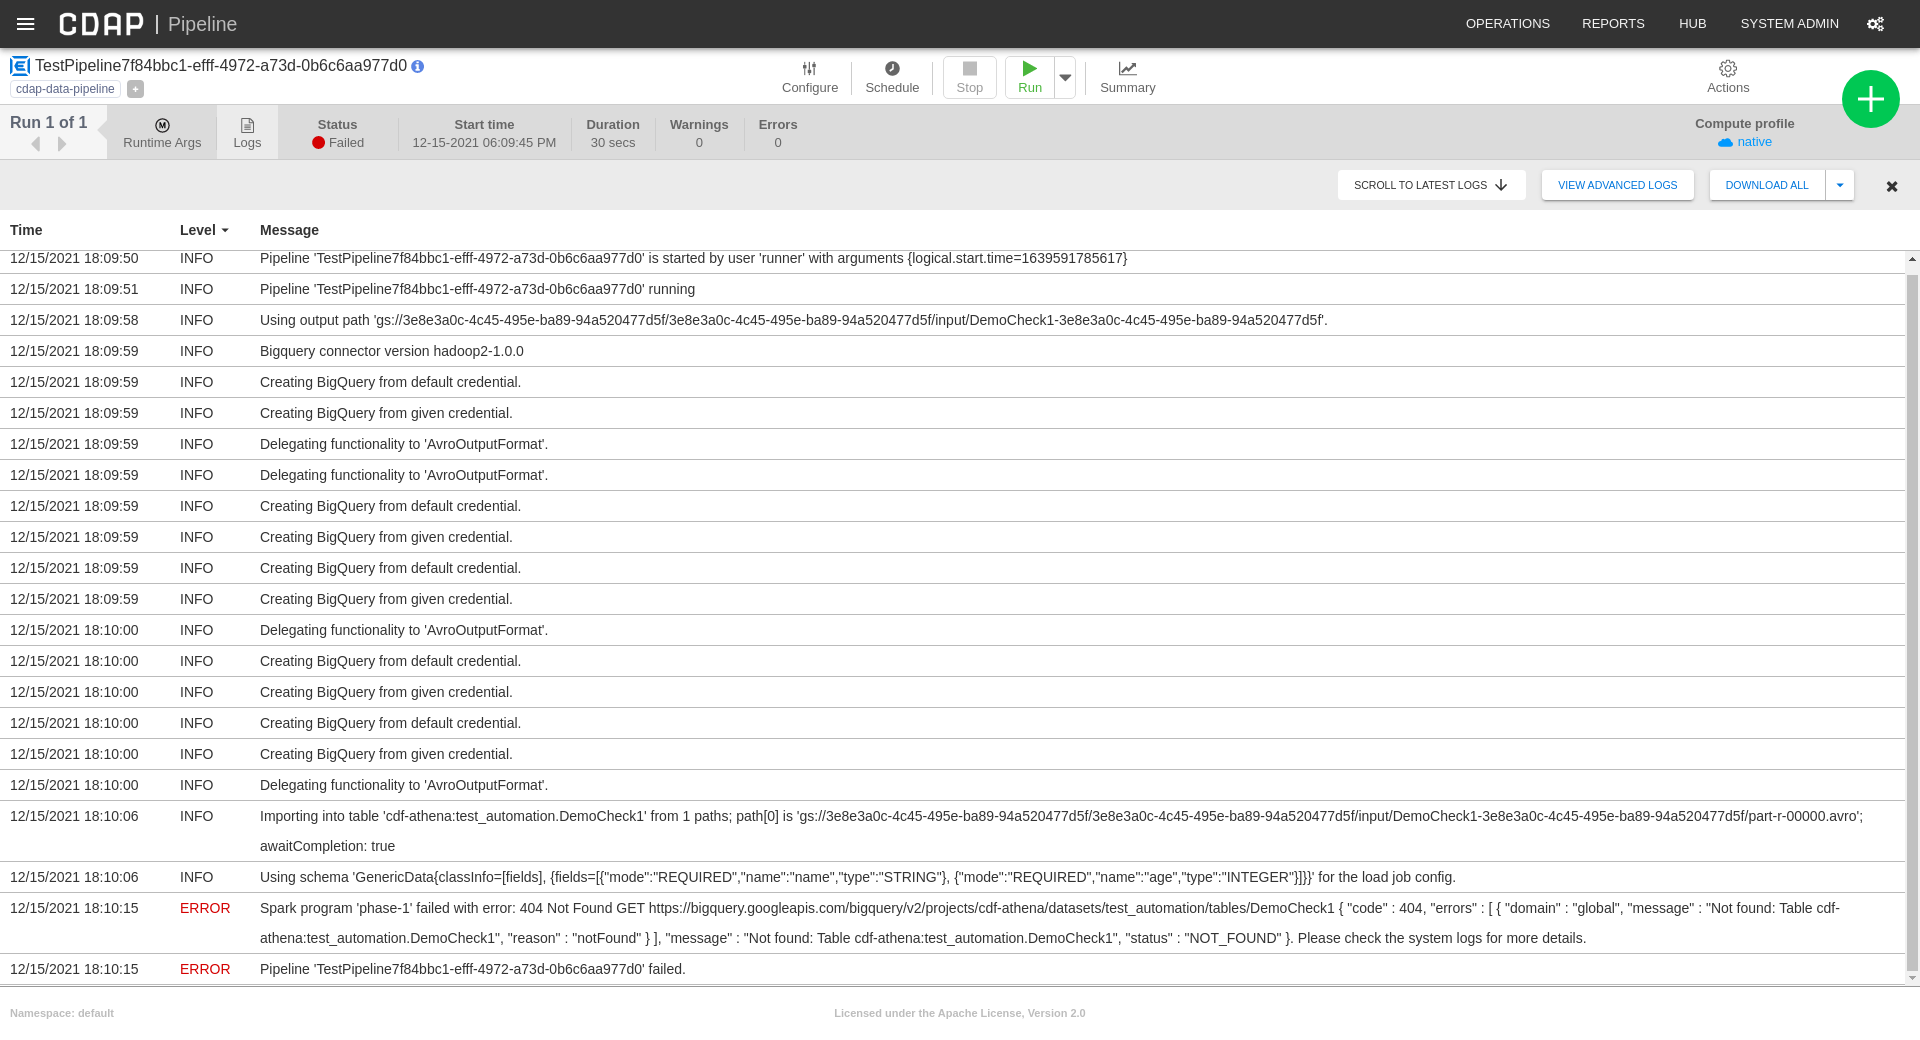 CDAP | Pipeline OPERATIONS REPORTS HUB SYSTEM ADMIN
TestPipeline7f84bbc1-efff-4972-a73d-0b6c6aa977d0
cdap-data-pipeline +
Configure Schedule Stop Run Summary Actions
Run 1 of 1
Runtime Args Logs
Status Start time Duration Warnings Errors Compute profile
Failed 12-15-2021 06:09:45 PM 30 secs 0 0 native
SCROLL TO LATEST LOGS VIEW ADVANCED LOGS DOWNLOAD ALL
Time Level Message
12/15/2021 18:09:50 INFO Pipeline 'TestPipeline7f84bbc1-efff-4972-a73d-0b6c6aa977d0' is started by user 'runner' with arguments {logical.start.time=1639591785617}
12/15/2021 18:09:51 INFO Pipeline 'TestPipeline7f84bbc1-efff-4972-a73d-0b6c6aa977d0' running
12/15/2021 18:09:58 INFO Using output path 'gs://3e8e3a0c-4c45-495e-ba89-94a520477d5f/3e8e3a0c-4c45-495e-ba89-94a520477d5f/input/DemoCheck1-3e8e3a0c-4c45-495e-ba89-94a520477d5f'.
12/15/2021 18:09:59 INFO Bigquery connector version hadoop2-1.0.0
12/15/2021 18:09:59 INFO Creating BigQuery from default credential.
12/15/2021 18:09:59 INFO Creating BigQuery from given credential.
12/15/2021 18:09:59 INFO Delegating functionality to 'AvroOutputFormat'.
12/15/2021 18:09:59 INFO Delegating functionality to 'AvroOutputFormat'.
12/15/2021 18:09:59 INFO Creating BigQuery from default credential.
12/15/2021 18:09:59 INFO Creating BigQuery from given credential.
12/15/2021 18:09:59 INFO Creating BigQuery from default credential.
12/15/2021 18:09:59 INFO Creating BigQuery from given credential.
12/15/2021 18:10:00 INFO Delegating functionality to 'AvroOutputFormat'.
12/15/2021 18:10:00 INFO Creating BigQuery from default credential.
12/15/2021 18:10:00 INFO Creating BigQuery from given credential.
12/15/2021 18:10:00 INFO Creating BigQuery from default credential.
12/15/2021 18:10:00 INFO Creating BigQuery from given credential.
12/15/2021 18:10:00 INFO Delegating functionality to 'AvroOutputFormat'.
12/15/2021 18:10:06 INFO Importing into table 'cdf-athena:test_automation.DemoCheck1' from 1 paths; path[0] is 'gs://3e8e3a0c-4c45-495e-ba89-94a520477d5f/3e8e3a0c-4c45-495e-ba89-94a520477d5f/input/DemoCheck1-3e8e3a0c-4c45-495e-ba89-94a520477d5f/part-r-00000.avro';
awaitCompletion: true
12/15/2021 18:10:06 INFO Using schema 'GenericData{classInfo=[fields], {fields=[{"mode":"REQUIRED","name":"name","type":"STRING"}, {"mode":"REQUIRED","name":"age","type":"INTEGER"}]}}' for the load job config.
12/15/2021 18:10:15 ERROR Spark program 'phase-1' failed with error: 404 Not Found GET https://bigquery.googleapis.com/bigquery/v2/projects/cdf-athena/datasets/test_automation/tables/DemoCheck1 { "code" : 404, "errors" : [ { "domain" : "global", "message" : "Not found: Table cdf-
athena:test_automation.DemoCheck1", "reason" : "notFound" } ], "message" : "Not found: Table cdf-athena:test_automation.DemoCheck1", "status" : "NOT_FOUND" }. Please check the system logs for more details.
12/15/2021 18:10:15 ERROR Pipeline 'TestPipeline7f84bbc1-efff-4972-a73d-0b6c6aa977d0' failed.
Namespace: default Licensed under the Apache License, Version 2.0